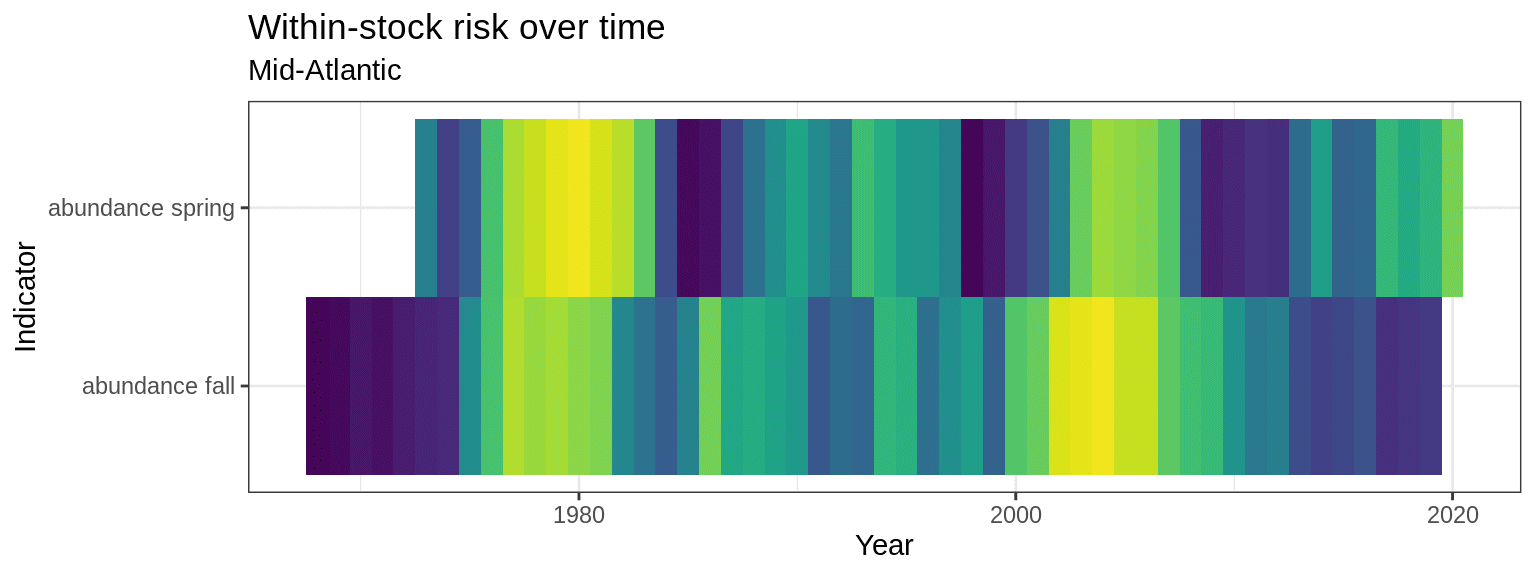 Within-stock risk over time
Mid-Atlantic
Indicator
abundance spring
abundance fall
1980 2000 2020
Year